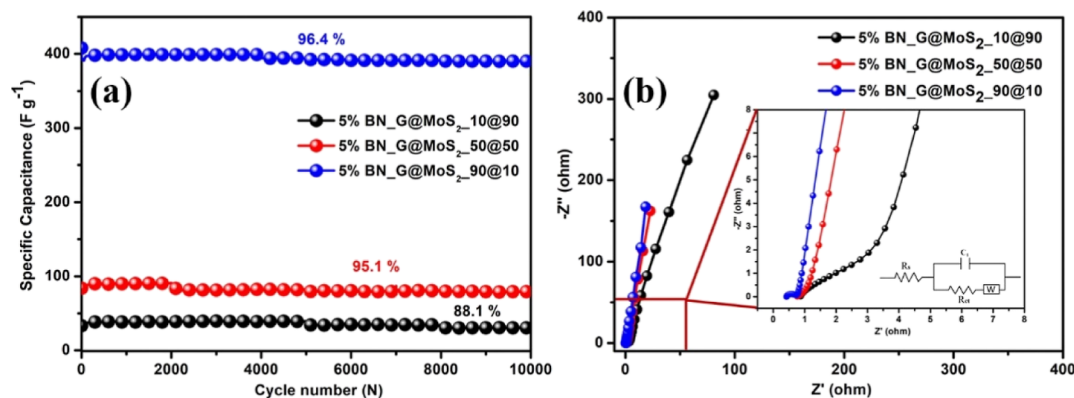 (a)
Specific Capacitance (F g⁻¹)
400
300
200
100
0
96.4 %
5% BN_G@MoS₂_10@90
5% BN_G@MoS₂_50@50
5% BN_G@MoS₂_90@10
95.1 %
88.1 %
0 2000 4000 6000 8000 10000
Cycle number (N)
(b)
-Z'' (ohm)
400
300
200
100
0
5% BN_G@MoS₂_10@90
5% BN_G@MoS₂_50@50
5% BN_G@MoS₂_90@10
-Z'' (ohm)
8
7
6
5
4
3
2
1
0
Rₛ
C₁
R꜀ₜ
W
0 1 2 3 4 5 6 7 8
Z' (ohm)
0 100 200 300 400
Z' (ohm)